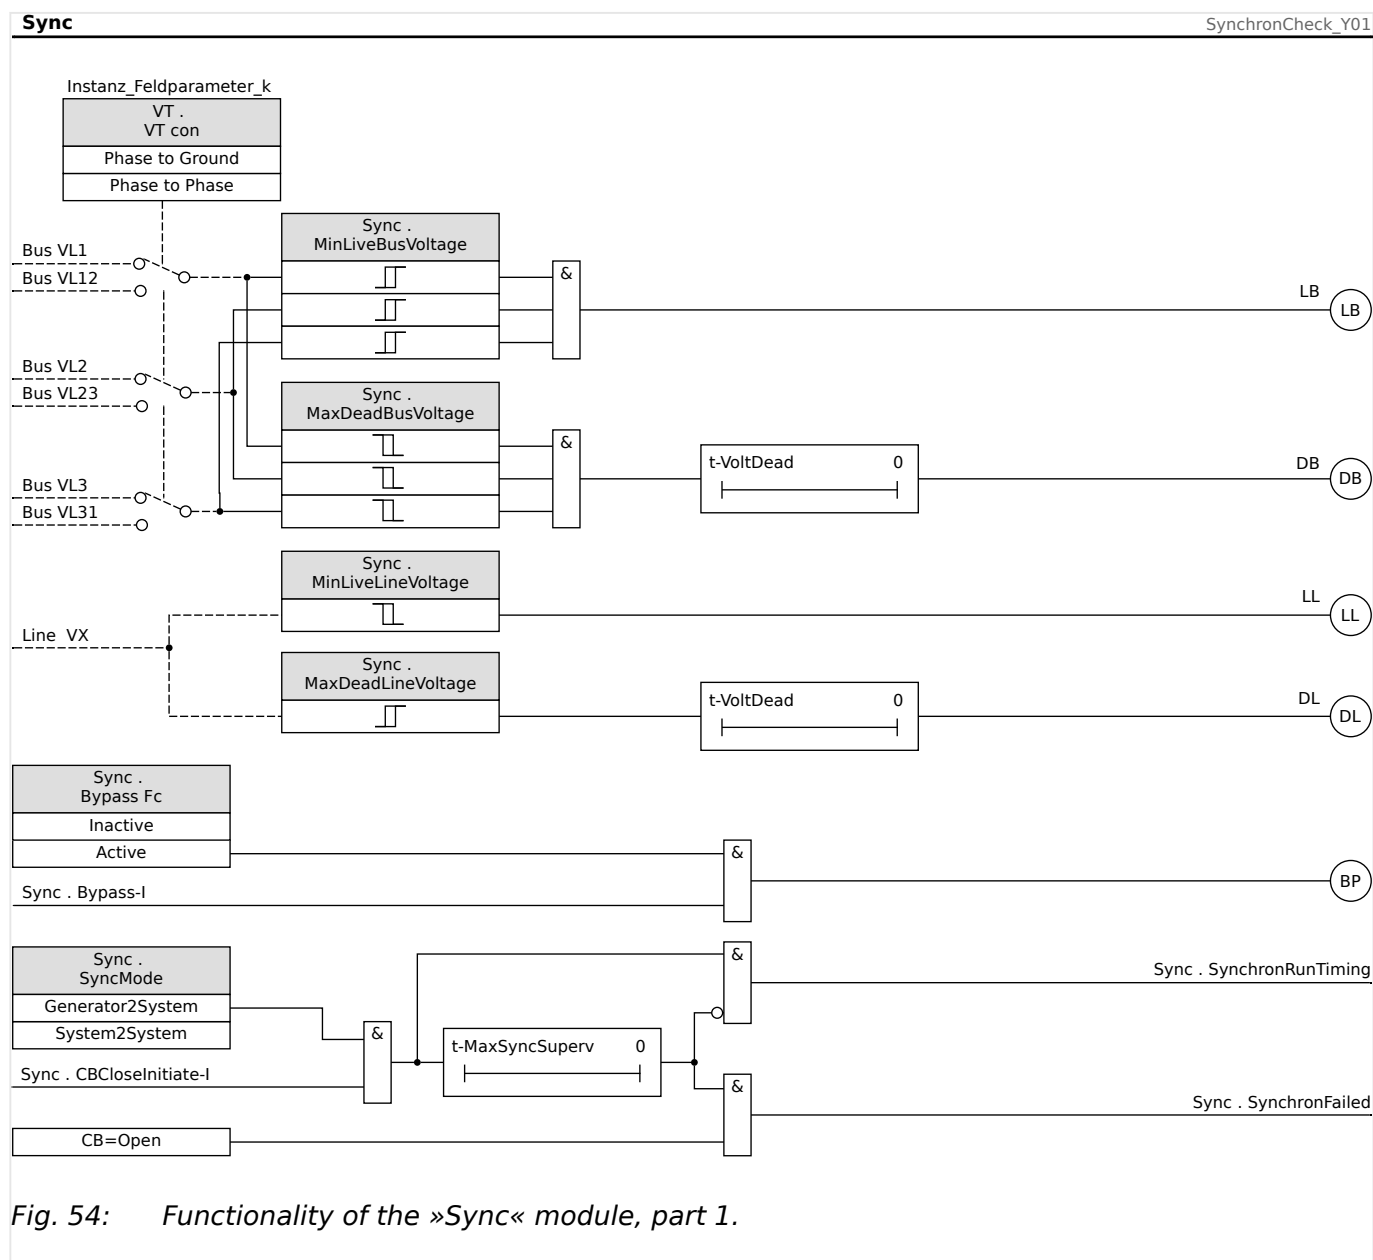 Sync
SynchronCheck_Y01
Instanz_Feldparameter_k
VT .
VT con
Phase to Ground
Phase to Phase
Sync .
MinLiveBusVoltage
Bus VL1
Bus VL12
&
LB
LB
Bus VL2
Bus VL23
Sync .
MaxDeadBusVoltage
&
t-VoltDead 0
DB
DB
Bus VL3
Bus VL31
Sync .
MinLiveLineVoltage
LL
LL
Line VX
Sync .
MaxDeadLineVoltage
t-VoltDead 0
DL
DL
Sync .
Bypass Fc
Inactive
Active
&
BP
Sync . Bypass-I
Sync .
SyncMode
Generator2System
System2System
&
Sync . SynchronRunTiming
&
t-MaxSyncSuperv 0
Sync . CBCloseInitiate-I
&
Sync . SynchronFailed
CB=Open
Fig. 54: Functionality of the »Sync« module, part 1.